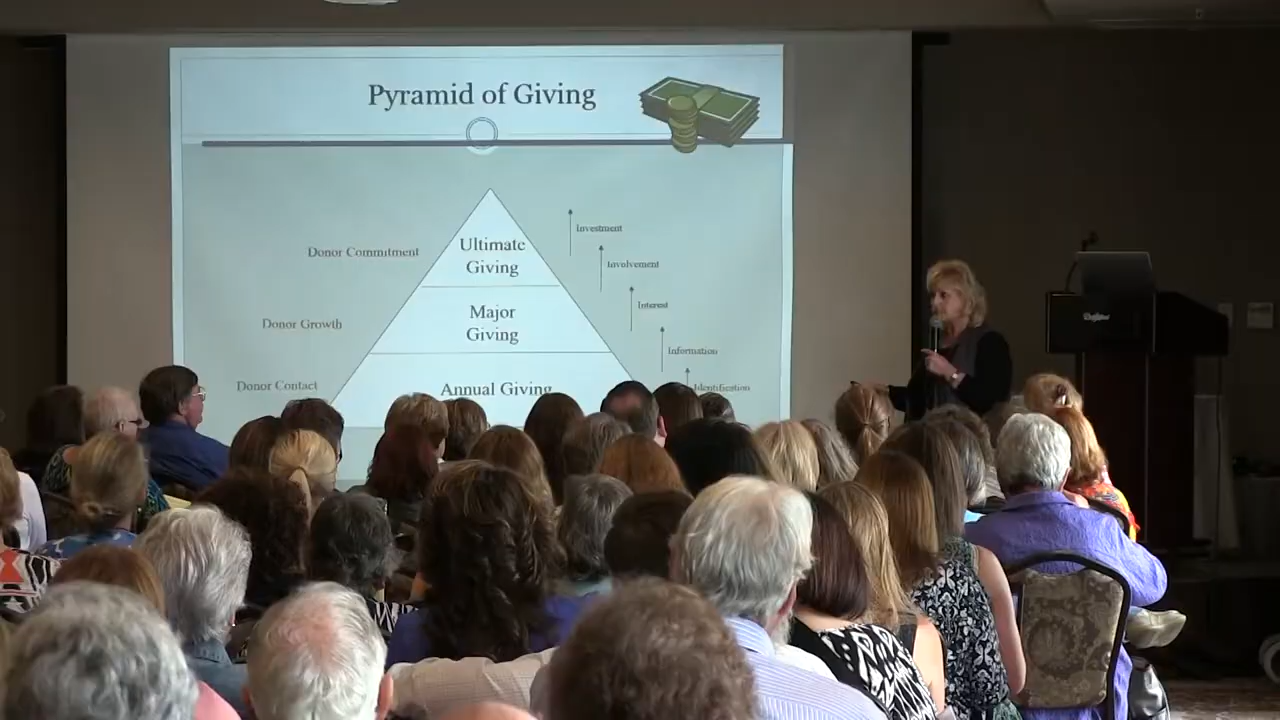 Pyramid of Giving
Ultimate
Giving
Major
Giving
Annual Giving
Donor Commitment
Donor Growth
Donor Contact
Investment
Involvement
Interest
Information
Identification